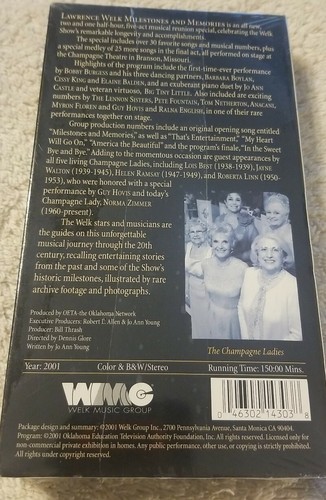 LAWRENCE WELK MILESTONES AND MEMORIES is an all new,
two and one half-hour, five-act musical reunion special, celebrating the Welk
Show's remarkable longevity and accomplishments.
The special includes over 30 favorite songs and musical numbers, plus
a special medley of 25 more songs in the final act, all performed on stage at
the Champagne Theatre in Branson, Missouri.
Highlights of the program include the first-time-ever performance
by BOBBY BURGESS and his three dancing partners, BARBARA BOYLAN,
CISSY KING and ELAINE BALDEN, and an exuberant piano duet by JO ANN
CASTLE and veteran virtuoso, BIG TINY LITTLE. Also included are exciting
numbers by THE LENNON SISTERS, PETE FOUNTAIN, TOM NETHERTON, ANACANI,
MYRON FLOREN and GUY HOVIS and RALNA ENGLISH, in one of their rare
performances together on stage.
Group production numbers include an original opening song entitled
"Milestones and Memories," as well as "That's Entertainment," "My Heart
Will Go On," "America the Beautiful" and the program's finale, "In the Sweet
Bye and Bye." Adding to the momentous occasion are guest appearances by
all five living Champagne Ladies, including LOIS BEST (1938-1939), JAYNE
WALTON (1939-1945), HELEN RAMSAY (1947-1949), and ROBERTA LINN (1950-
1953), who were honored with a special
performance by GUY HOVIS and today's
Champagne Lady, NORMA ZIMMER
(1960-present).
The Welk stars and musicians are
the guides on this unforgettable
musical journey through the 20th
century, recalling entertaining stories
from the past and some of the Show's
historic milestones, illustrated by rare
archive footage and photographs.
The Champagne Ladies
Produced by OETA-the Oklahoma Network
Executive Producers: Robert L. Allen & Jo Ann Young
Producer: Bill Thrash
Directed by Dennis Glore
Written by Jo Ann Young
Year: 2001 Color & B&W/Stereo Running Time: 150:00 Mins.
WMG
WELK MUSIC GROUP
0 46302 14303 8
Package design and summary: ©2001 Welk Group Inc., 2700 Pennsylvania Avenue, Santa Monica CA 90404.
Program: ©2001 Oklahoma Education Television Authority Foundation, Inc. All rights reserved. Licensed only for
non-commercial private exhibition in homes. Any public performance, other use, or copying is strictly prohibited.
All rights under copyright reserved.